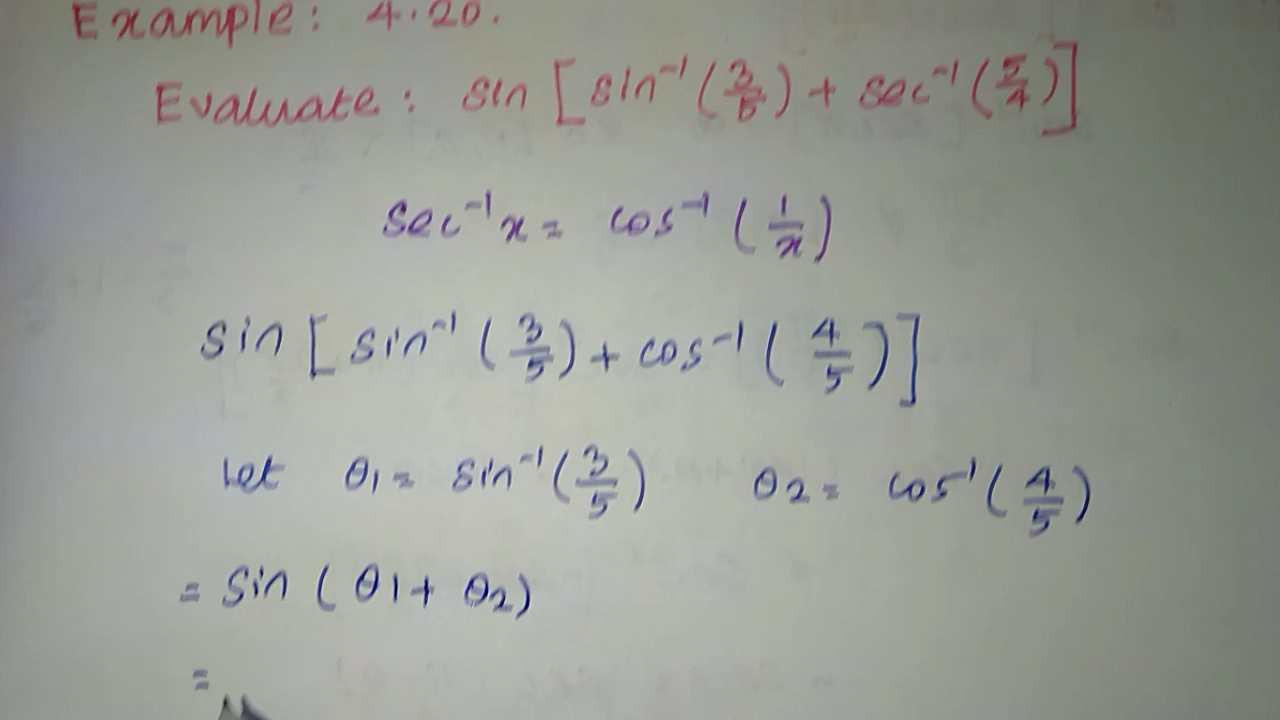 Example: 4.20.
Evaluate: sin [sin⁻¹ (3/5) + sec⁻¹ (5/4)]
sec⁻¹x = cos⁻¹ (1/x)
sin [sin⁻¹ (3/5) + cos⁻¹ (4/5)]
Let θ1 = sin⁻¹ (3/5) θ2 = cos⁻¹ (4/5)
= sin (θ1 + θ2)
=